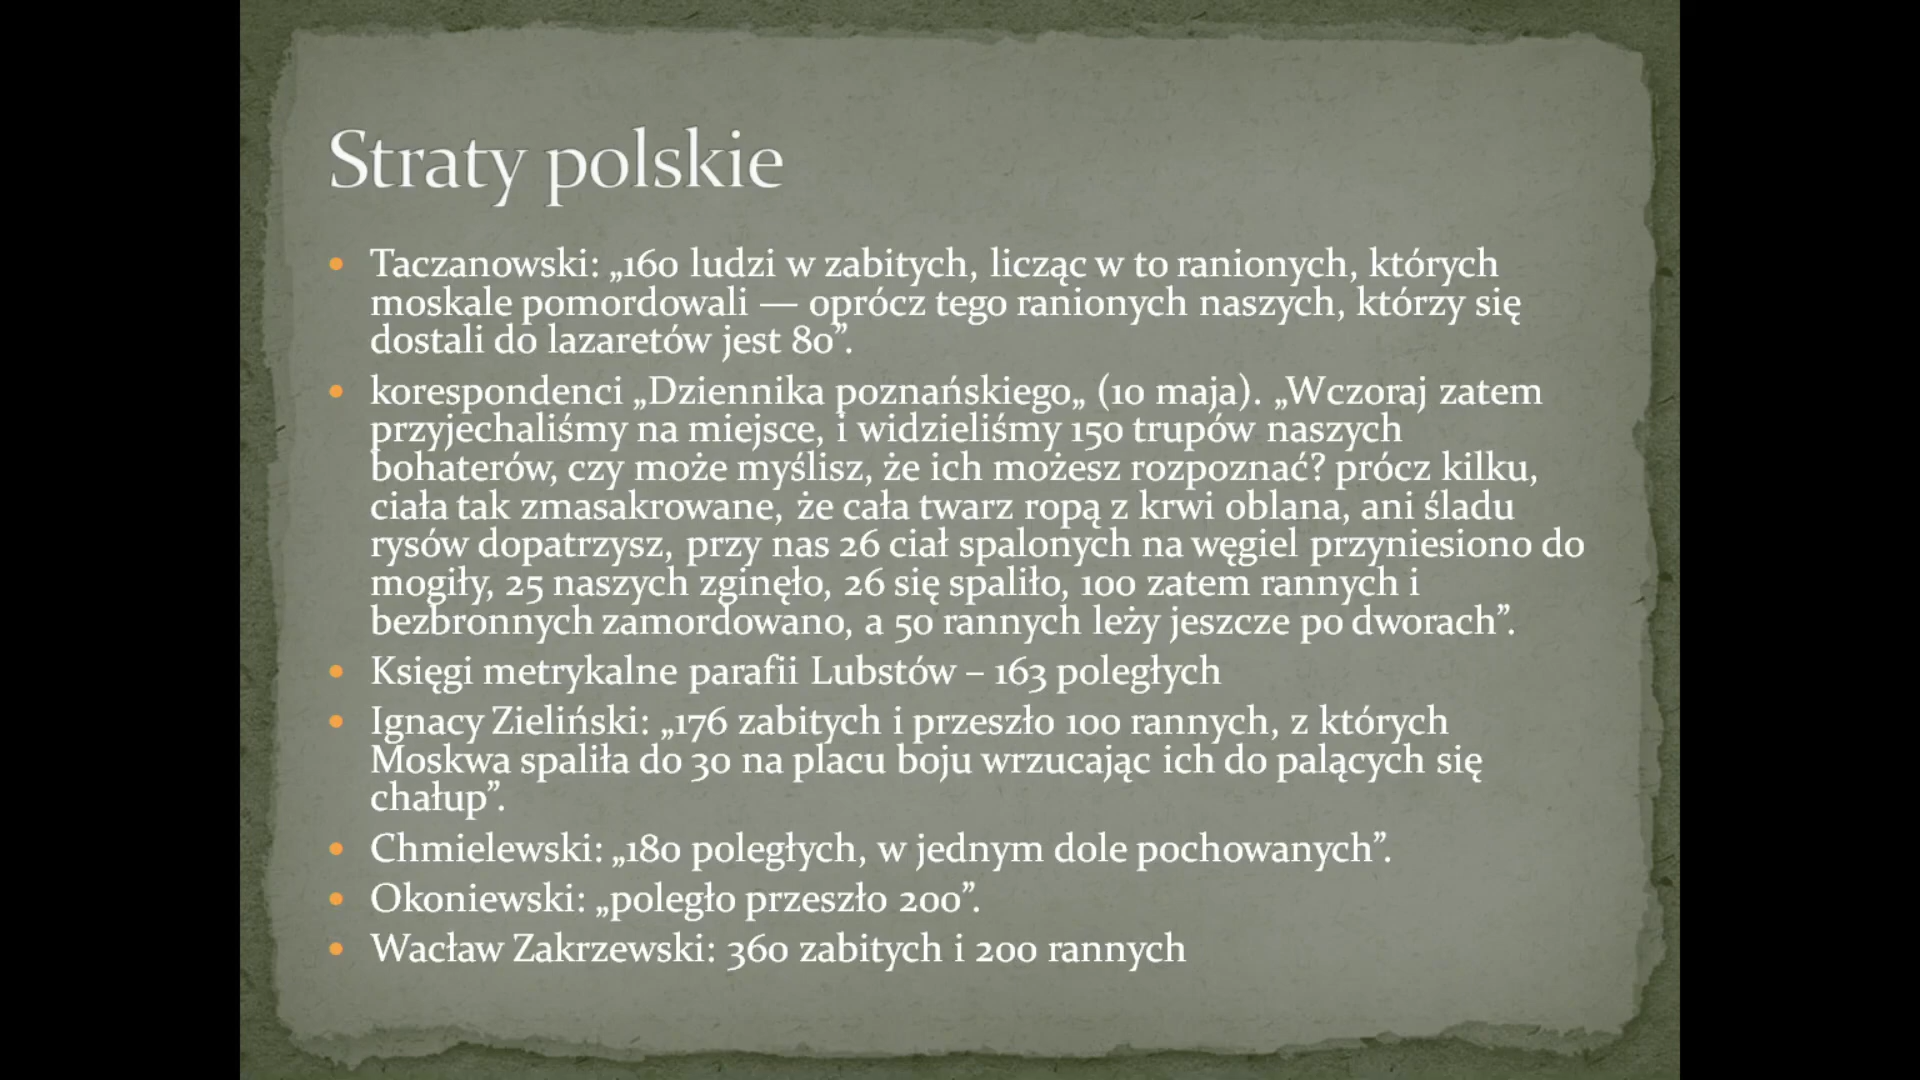 Straty polskie
• Taczanowski: „160 ludzi w zabitych, licząc w to ranionych, których
moskale pomordowali — oprócz tego ranionych naszych, którzy się
dostali do lazaretów jest 80”.
• korespondenci „Dziennika poznańskiego„ (10 maja). „Wczoraj zatem
przyjechaliśmy na miejsce, i widzieliśmy 150 trupów naszych
bohaterów, czy może myślisz, że ich możesz rozpoznać? prócz kilku,
ciała tak zmasakrowane, że cała twarz ropą z krwi oblana, ani śladu
rysów dopatrzysz, przy nas 26 ciał spalonych na węgiel przyniesiono do
mogiły, 25 naszych zginęło, 26 się spaliło, 100 zatem rannych i
bezbronnych zamordowano, a 50 rannych leży jeszcze po dworach”.
• Księgi metrykalne parafii Lubstów – 163 poległych
• Ignacy Zieliński: „176 zabitych i przeszło 100 rannych, z których
Moskwa spaliła do 30 na placu boju wrzucając ich do palących się
chałup”.
• Chmielewski: „180 poległych, w jednym dole pochowanych”.
• Okoniewski: „poległo przeszło 200”.
• Wacław Zakrzewski: 360 zabitych i 200 rannych